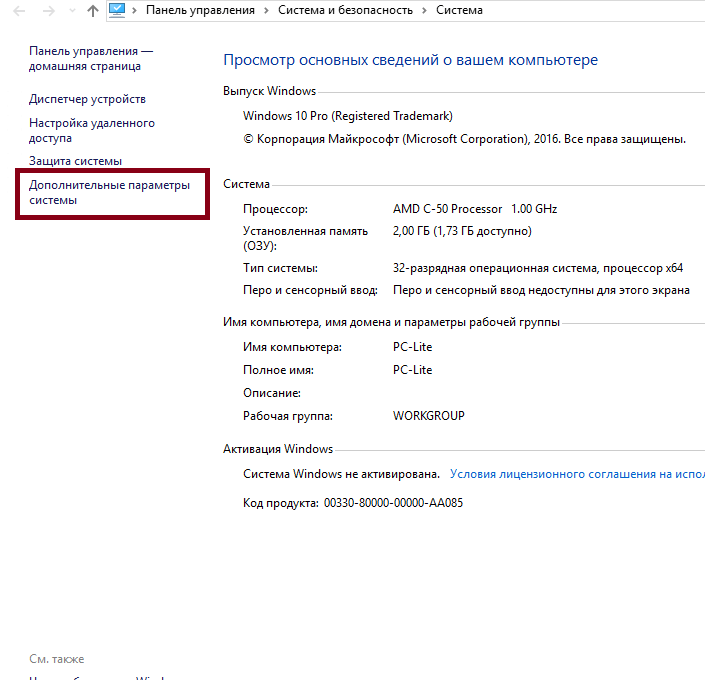 Панель управления > Система и безопасность > Система
Панель управления —
домашняя страница
Диспетчер устройств
Настройка удаленного
доступа
Защита системы
Дополнительные параметры
системы
Просмотр основных сведений о вашем компьютере
Выпуск Windows
Windows 10 Pro (Registered Trademark)
© Корпорация Майкрософт (Microsoft Corporation), 2016. Все права защищены.
Система
Процессор: AMD C-50 Processor 1.00 GHz
Установленная память 2,00 ГБ (1,73 ГБ доступно)
(ОЗУ):
Тип системы: 32-разрядная операционная система, процессор x64
Перо и сенсорный ввод: Перо и сенсорный ввод недоступны для этого экрана
Имя компьютера, имя домена и параметры рабочей группы
Имя компьютера: PC-Lite
Полное имя: PC-Lite
Описание:
Рабочая группа: WORKGROUP
Активация Windows
Система Windows не активирована. Условия лицензионного соглашения на испол
Код продукта: 00330-80000-00000-AA085
См. также